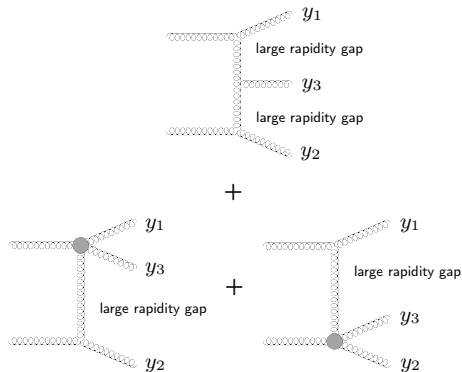 y₁
large rapidity gap
y₃
large rapidity gap
y₂
+
y₁
y₃
large rapidity gap
y₂
+
y₁
large rapidity gap
y₃
y₂